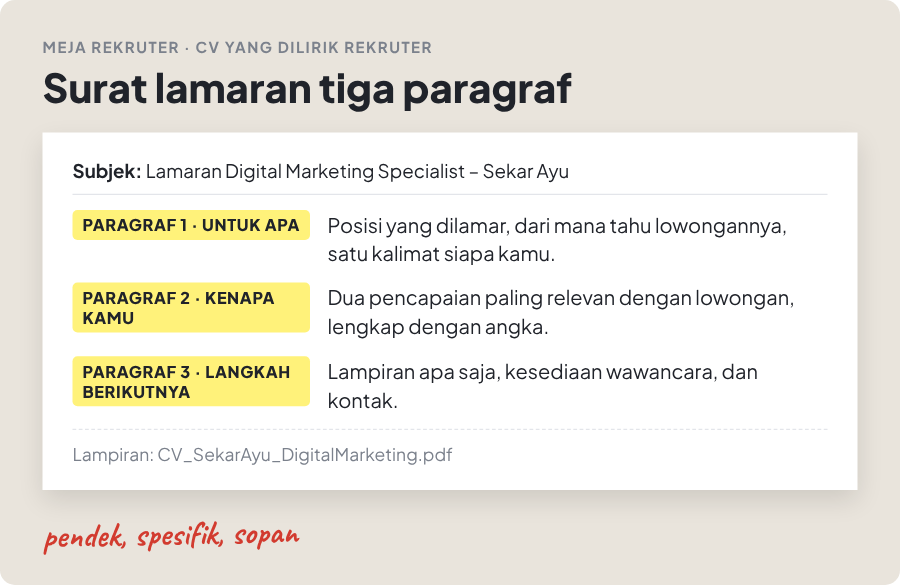 MEJA REKRUTER · CV YANG DILIRIK REKRUTER
Surat lamaran tiga paragraf
Subjek: Lamaran Digital Marketing Specialist – Sekar Ayu
PARAGRAF 1 · UNTUK APA
Posisi yang dilamar, dari mana tahu lowongannya,
satu kalimat siapa kamu.
PARAGRAF 2 · KENAPA
KAMU
Dua pencapaian paling relevan dengan lowongan,
lengkap dengan angka.
PARAGRAF 3 · LANGKAH
BERIKUTNYA
Lampiran apa saja, kesediaan wawancara, dan
kontak.
Lampiran: CV_SekarAyu_DigitalMarketing.pdf
pendek, spesifik, sopan